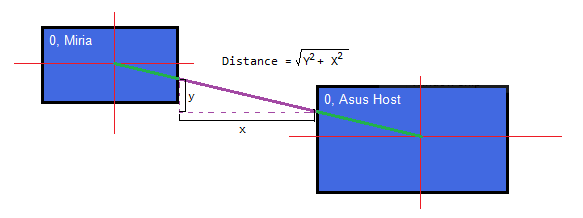 0, Miria
Distance = √Y² + X²
y
x
0, Asus Host